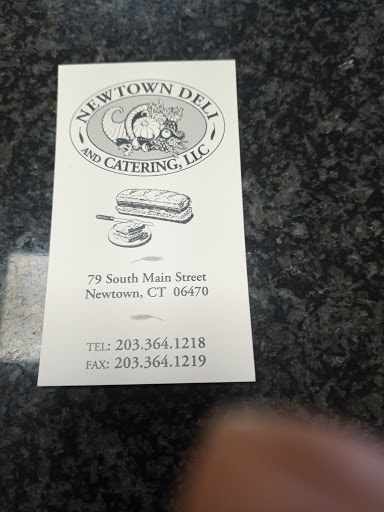 NEWTOWN DELI
AND CATERING, LLC
79 South Main Street
Newtown, CT 06470
TEL: 203.364.1218
FAX: 203.364.1219